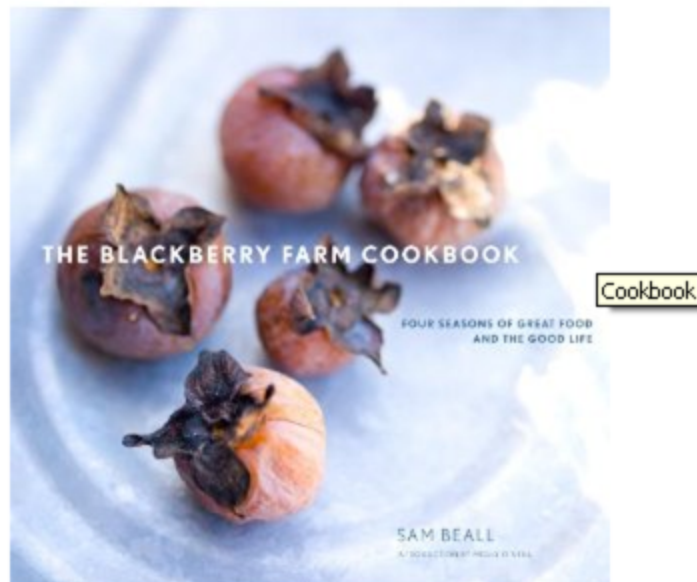 THE BLACKBERRY FARM COOKBOOK
Cookbook
FOUR SEASONS OF GREAT FOOD
AND THE GOOD LIFE
SAM BEALL